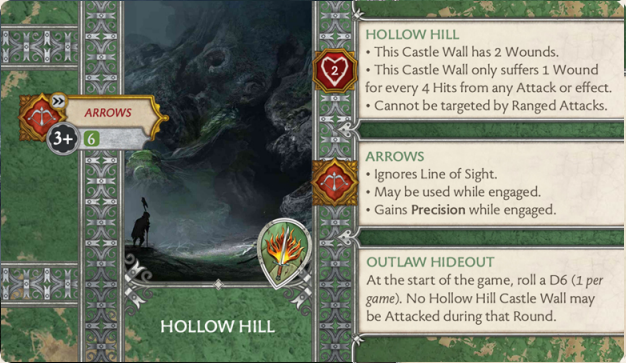 ARROWS
3+
6
HOLLOW HILL
2
HOLLOW HILL
• This Castle Wall has 2 Wounds.
• This Castle Wall only suffers 1 Wound
for every 4 Hits from any Attack or effect.
• Cannot be targeted by Ranged Attacks.
ARROWS
• Ignores Line of Sight.
• May be used while engaged.
• Gains Precision while engaged.
OUTLAW HIDEOUT
At the start of the game, roll a D6 (1 per
game). No Hollow Hill Castle Wall may
be Attacked during that Round.